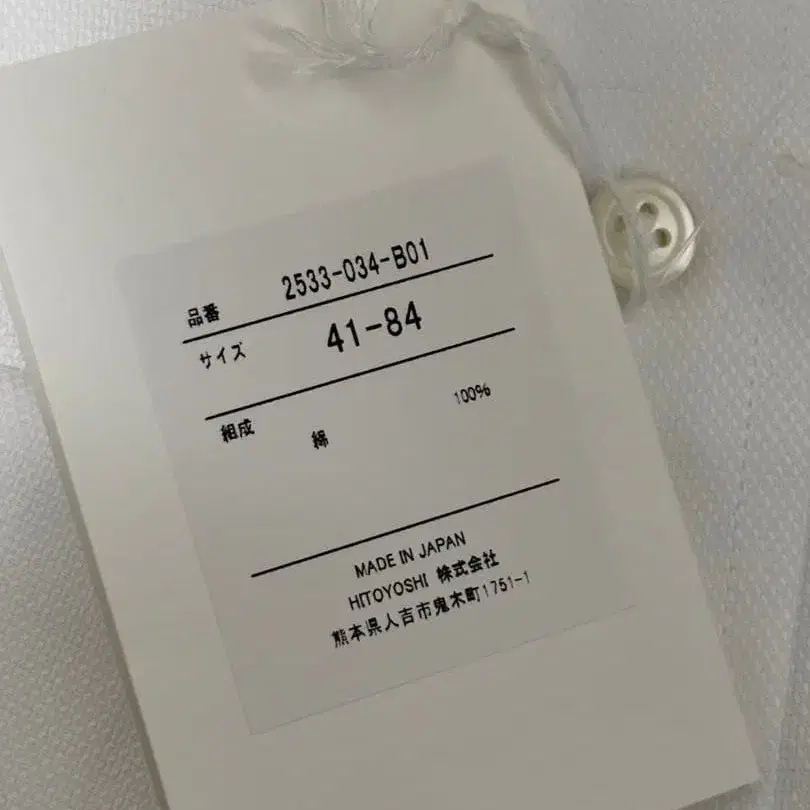 品番 2533-034-B01
サイズ 41-84
組成 綿 100%
MADE IN JAPAN
HITOYOSHI 株式会社
熊本県人吉市鬼木町1751-1